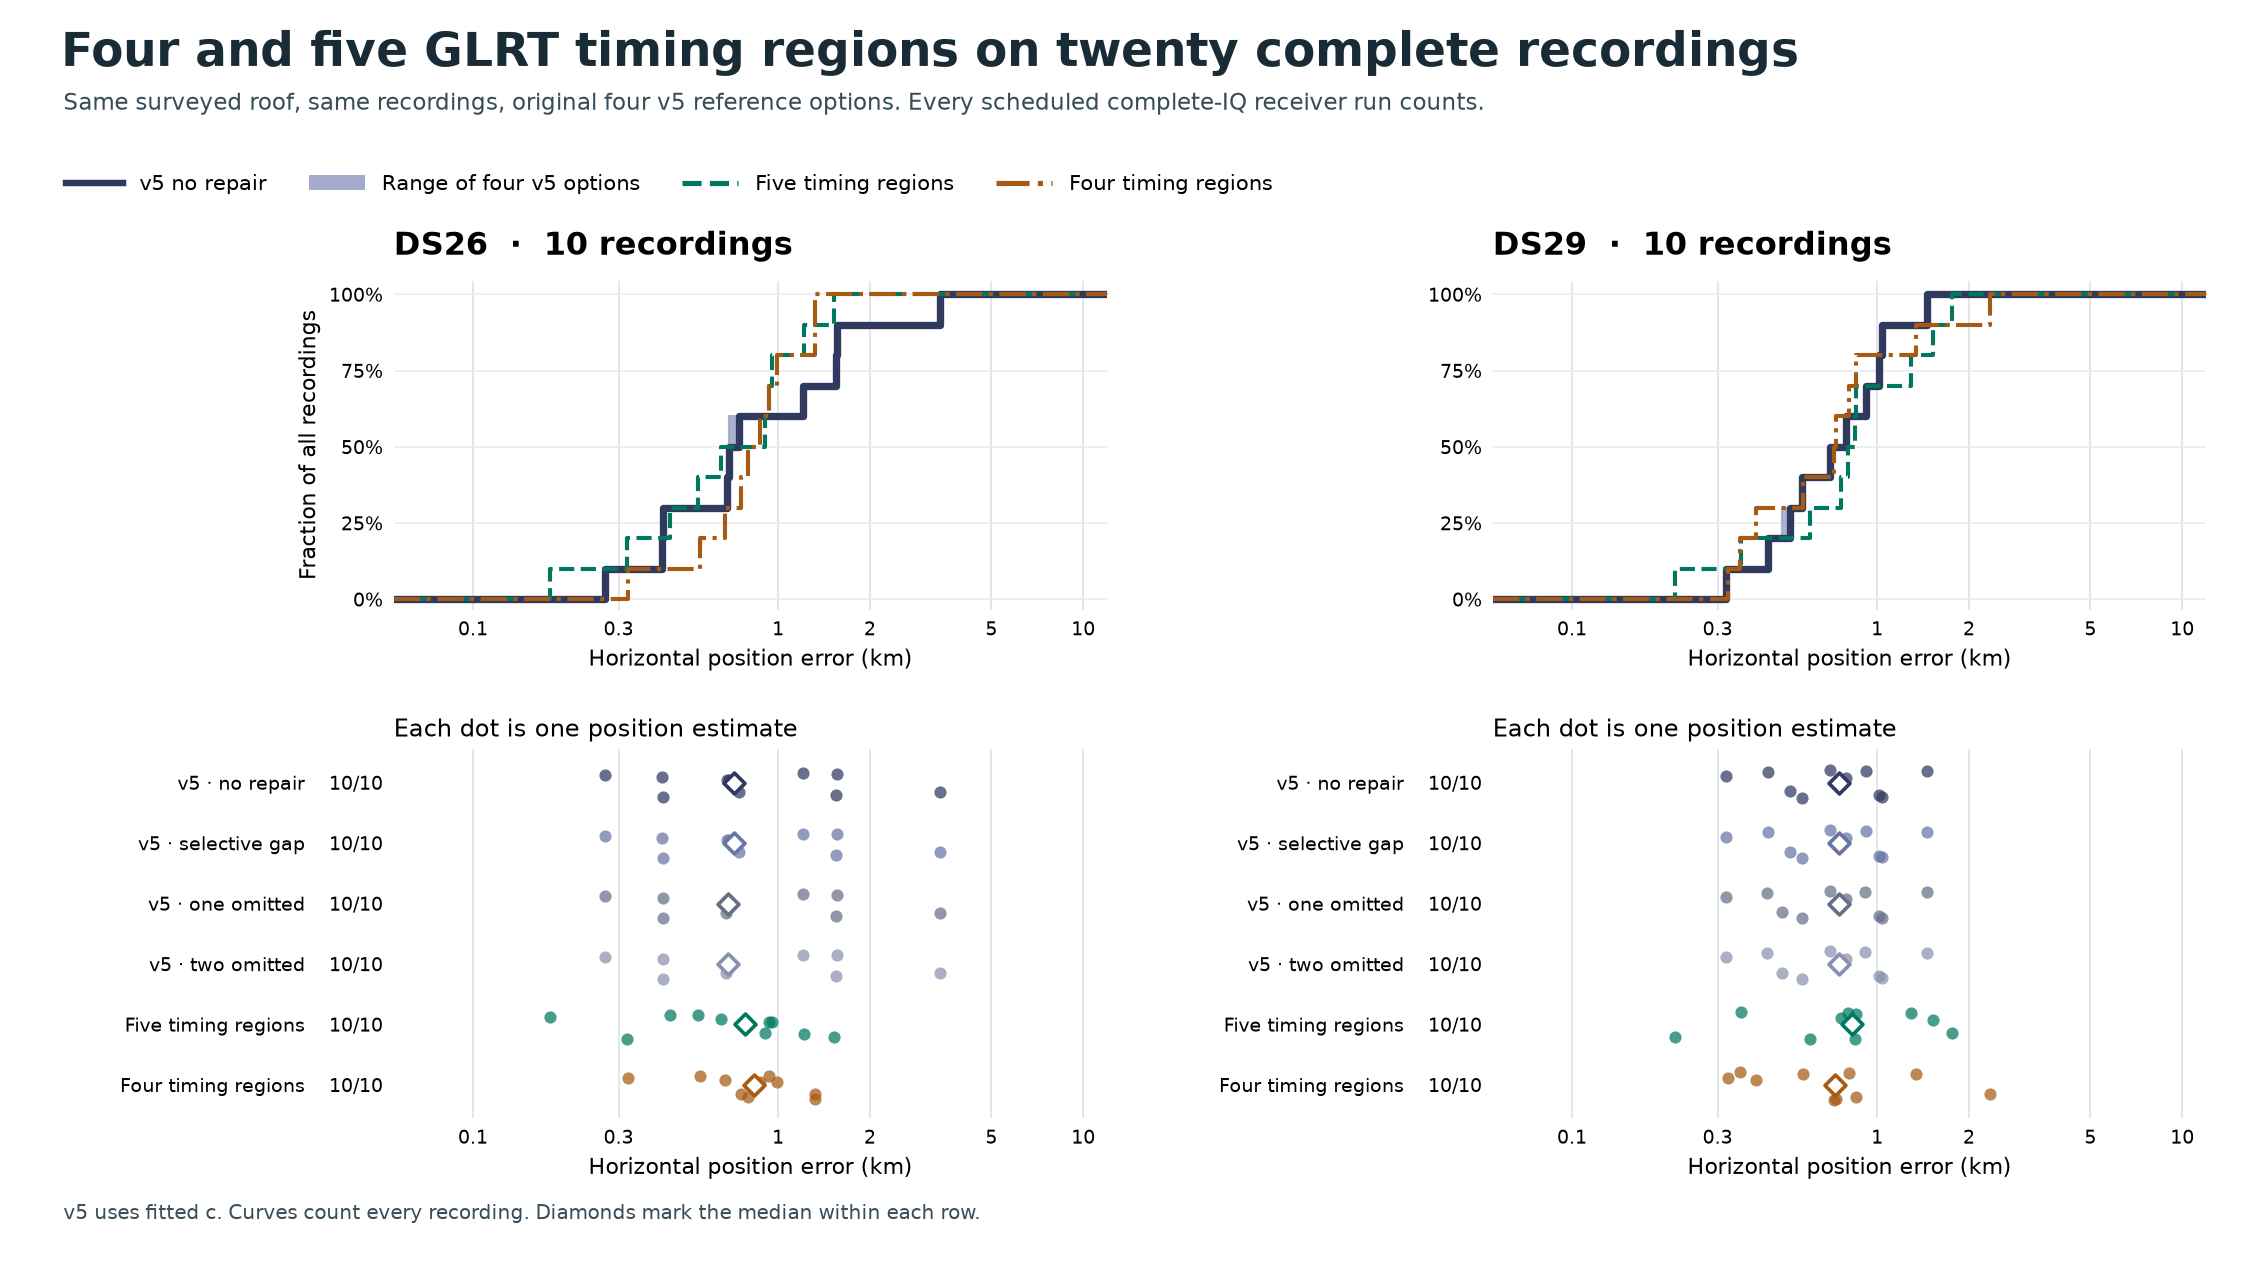 Four and five GLRT timing regions on twenty complete recordings
Same surveyed roof, same recordings, original four v5 reference options. Every scheduled complete-IQ receiver run counts.
v5 no repair
Range of four v5 options
Five timing regions
Four timing regions
DS26 · 10 recordings
Fraction of all recordings
100%
75%
50%
25%
0%
0.1 0.3 1 2 5 10
Horizontal position error (km)
DS29 · 10 recordings
100%
75%
50%
25%
0%
0.1 0.3 1 2 5 10
Horizontal position error (km)
Each dot is one position estimate
v5 · no repair 10/10
v5 · selective gap 10/10
v5 · one omitted 10/10
v5 · two omitted 10/10
Five timing regions 10/10
Four timing regions 10/10
0.1 0.3 1 2 5 10
Horizontal position error (km)
Each dot is one position estimate
v5 · no repair 10/10
v5 · selective gap 10/10
v5 · one omitted 10/10
v5 · two omitted 10/10
Five timing regions 10/10
Four timing regions 10/10
0.1 0.3 1 2 5 10
Horizontal position error (km)
v5 uses fitted c. Curves count every recording. Diamonds mark the median within each row.